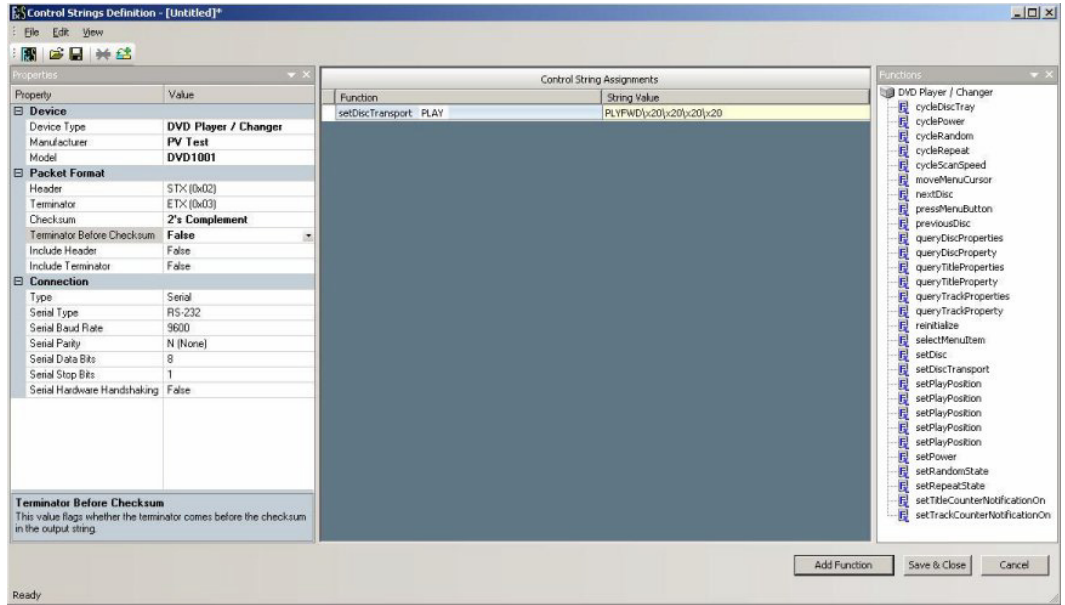 Control Strings Definition - [Untitled]*
File Edit View
Properties
Property Value
Device
Device Type DVD Player / Changer
Manufacturer PV Test
Model DVD1001
Packet Format
Header STX (0x02)
Terminator ETX (0x03)
Checksum 2's Complement
Terminator Before Checksum False
Include Header False
Include Terminator False
Connection
Type Serial
Serial Type RS-232
Serial Baud Rate 9600
Serial Parity N (None)
Serial Data Bits 8
Serial Stop Bits 1
Serial Hardware Handshaking False
Terminator Before Checksum
This value flags whether the terminator comes before the checksum
in the output string.
Control String Assignments
Function String Value
setDiscTransport PLAY PLYFWD\x20\x20\x20\x20
Functions
DVD Player / Changer
cycleDiscTray
cyclePower
cycleRandom
cycleRepeat
cycleScanSpeed
moveMenuCursor
nextDisc
pressMenuButton
previousDisc
queryDiscProperties
queryDiscProperty
queryTitleProperties
queryTitleProperty
queryTrackProperties
queryTrackProperty
reinitialize
selectMenuItem
setDisc
setDiscTransport
setPlayPosition
setPlayPosition
setPlayPosition
setPlayPosition
setPower
setRandomState
setRepeatState
setTitleCounterNotificationOn
setTrackCounterNotificationOn
Add Function Save & Close Cancel
Ready